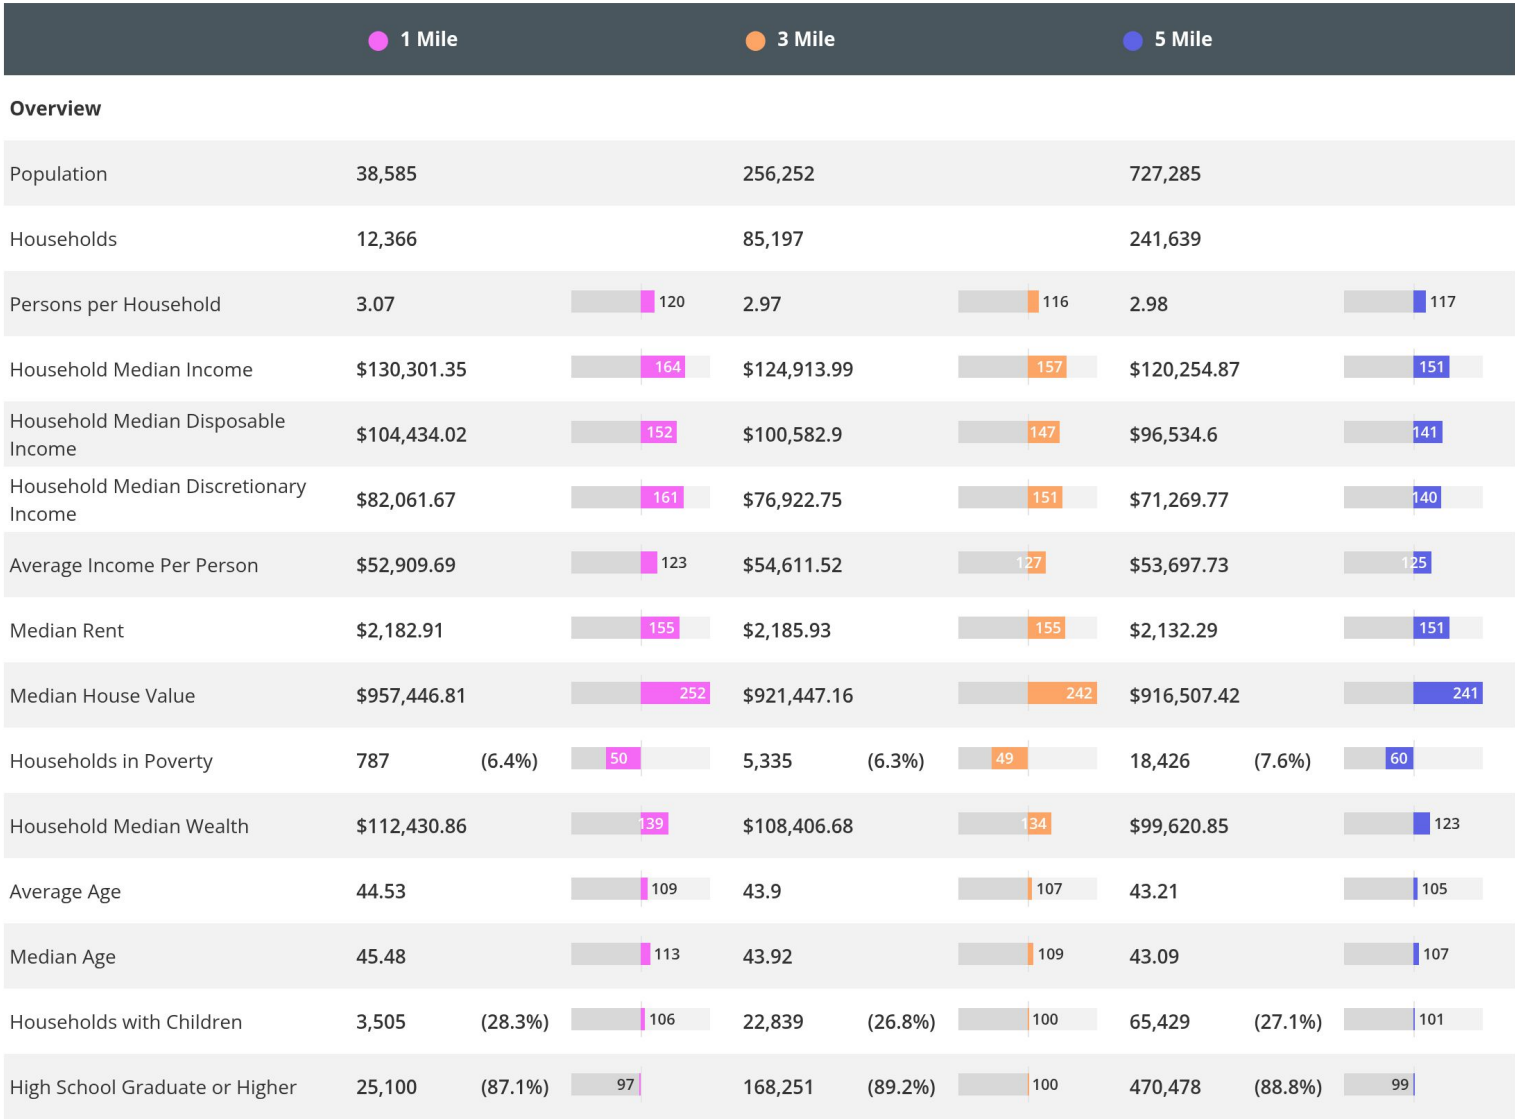 1 Mile 3 Mile 5 Mile
Overview
Population 38,585 256,252 727,285
Households 12,366 85,197 241,639
Persons per Household 3.07 120 2.97 116 2.98 117
Household Median Income $130,301.35 164 $124,913.99 157 $120,254.87 151
Household Median Disposable
Income $104,434.02 152 $100,582.9 147 $96,534.6 141
Household Median Discretionary
Income $82,061.67 161 $76,922.75 151 $71,269.77 140
Average Income Per Person $52,909.69 123 $54,611.52 127 $53,697.73 125
Median Rent $2,182.91 155 $2,185.93 155 $2,132.29 151
Median House Value $957,446.81 252 $921,447.16 242 $916,507.42 241
Households in Poverty 787 (6.4%) 50 5,335 (6.3%) 49 18,426 (7.6%) 60
Household Median Wealth $112,430.86 139 $108,406.68 134 $99,620.85 123
Average Age 44.53 109 43.9 107 43.21 105
Median Age 45.48 113 43.92 109 43.09 107
Households with Children 3,505 (28.3%) 106 22,839 (26.8%) 100 65,429 (27.1%) 101
High School Graduate or Higher 25,100 (87.1%) 97 168,251 (89.2%) 100 470,478 (88.8%) 99